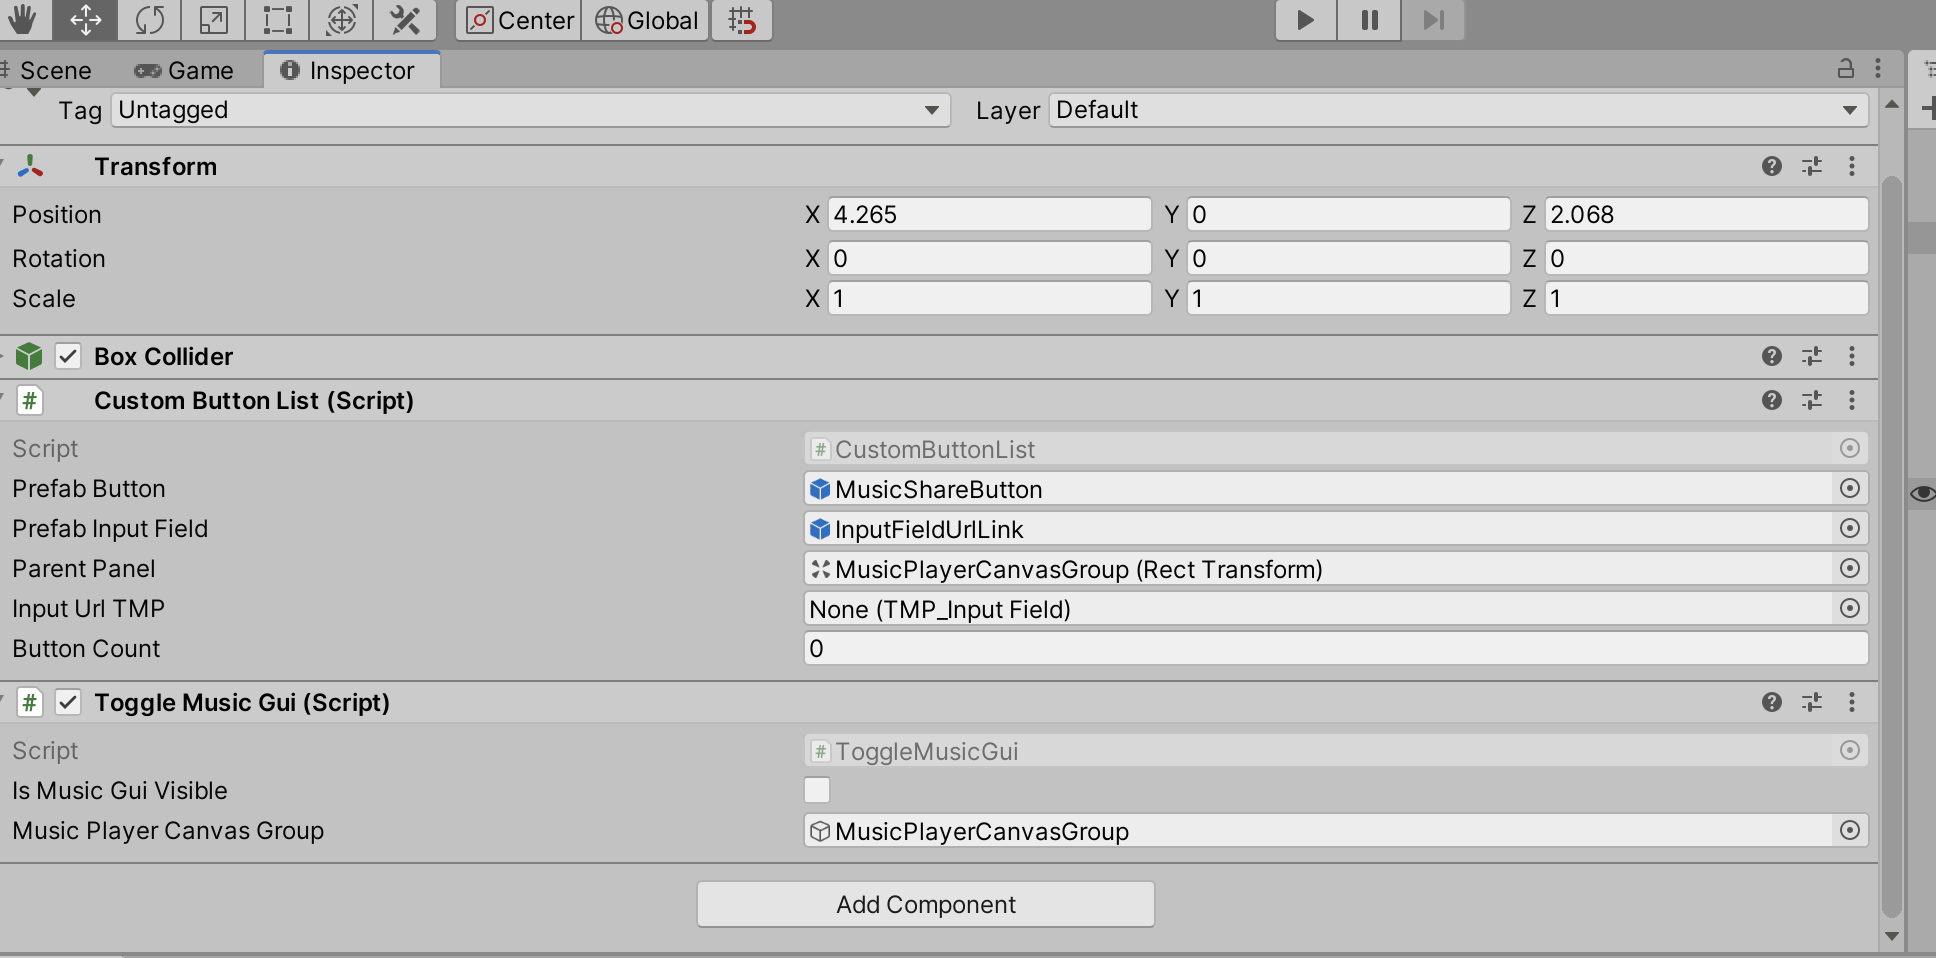 Center Global
Scene Game Inspector
Tag Untagged Layer Default
Transform
Position X 4.265 Y 0 Z 2.068
Rotation X 0 Y 0 Z 0
Scale X 1 Y 1 Z 1
Box Collider
# Custom Button List (Script)
Script # CustomButtonList
Prefab Button MusicShareButton
Prefab Input Field InputFieldUrlLink
Parent Panel MusicPlayerCanvasGroup (Rect Transform)
Input Url TMP None (TMP_Input Field)
Button Count 0
# Toggle Music Gui (Script)
Script # ToggleMusicGui
Is Music Gui Visible
Music Player Canvas Group MusicPlayerCanvasGroup
Add Component